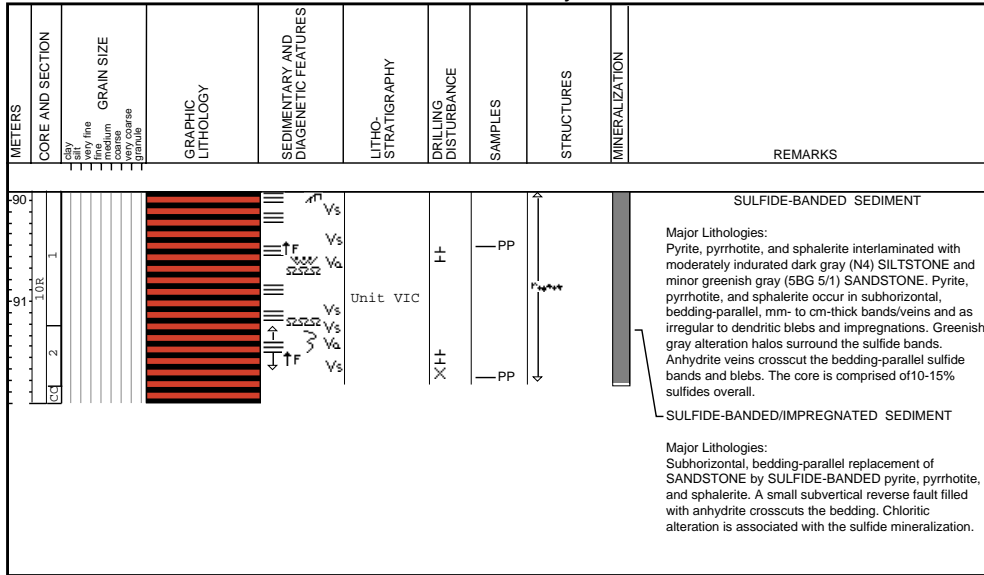 METERS
CORE AND SECTION
clay
silt
very fine
fine
medium
coarse
very coarse
granule
GRAIN SIZE
GRAPHIC
LITHOLOGY
SEDIMENTARY AND
DIAGENETIC FEATURES
LITHO-
STRATIGRAPHY
DRILLING
DISTURBANCE
SAMPLES
STRUCTURES
MINERALIZATION
REMARKS
90
91
10R
1
2
CC
Vs
Vs
F
Va
Vs
Vs
Va
F
Vs
Unit VIC
PP
PP
SULFIDE-BANDED SEDIMENT
Major Lithologies:
Pyrite, pyrrhotite, and sphalerite interlaminated with
moderately indurated dark gray (N4) SILTSTONE and
minor greenish gray (5BG 5/1) SANDSTONE. Pyrite,
pyrrhotite, and sphalerite occur in subhorizontal,
bedding-parallel, mm- to cm-thick bands/veins and as
irregular to dendritic blebs and impregnations. Greenish
gray alteration halos surround the sulfide bands.
Anhydrite veins crosscut the bedding-parallel sulfide
bands and blebs. The core is comprised of10-15%
sulfides overall.
SULFIDE-BANDED/IMPREGNATED SEDIMENT
Major Lithologies:
Subhorizontal, bedding-parallel replacement of
SANDSTONE by SULFIDE-BANDED pyrite, pyrrhotite,
and sphalerite. A small subvertical reverse fault filled
with anhydrite crosscuts the bedding. Chloritic
alteration is associated with the sulfide mineralization.